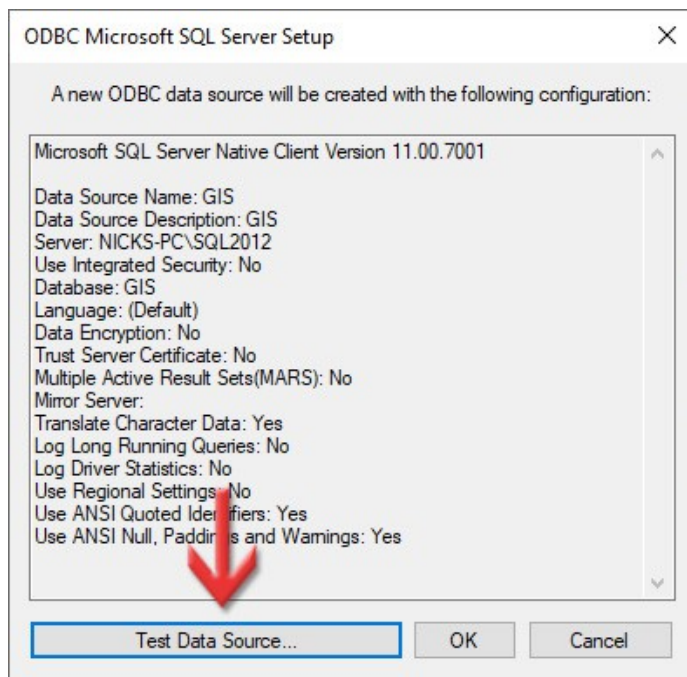 ODBC Microsoft SQL Server Setup
A new ODBC data source will be created with the following configuration:
Microsoft SQL Server Native Client Version 11.00.7001
Data Source Name: GIS
Data Source Description: GIS
Server: NICKS-PC\SQL2012
Use Integrated Security: No
Database: GIS
Language: (Default)
Data Encryption: No
Trust Server Certificate: No
Multiple Active Result Sets(MARS): No
Mirror Server:
Translate Character Data: Yes
Log Long Running Queries: No
Log Driver Statistics: No
Use Regional Settings: No
Use ANSI Quoted Identifiers: Yes
Use ANSI Null, Paddings and Warnings: Yes
Test Data Source...
OK
Cancel